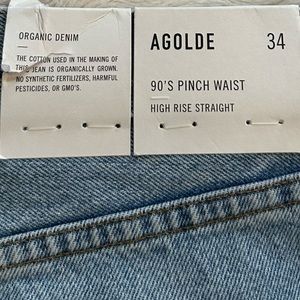 ORGANIC DENIM
THE COTTON USED IN THE MAKING OF
THIS JEAN IS ORGANICALLY GROWN.
NO SYNTHETIC FERTILIZERS, HARMFUL
PESTICIDES, OR GMO'S.
AGOLDE 34
90'S PINCH WAIST
HIGH RISE STRAIGHT